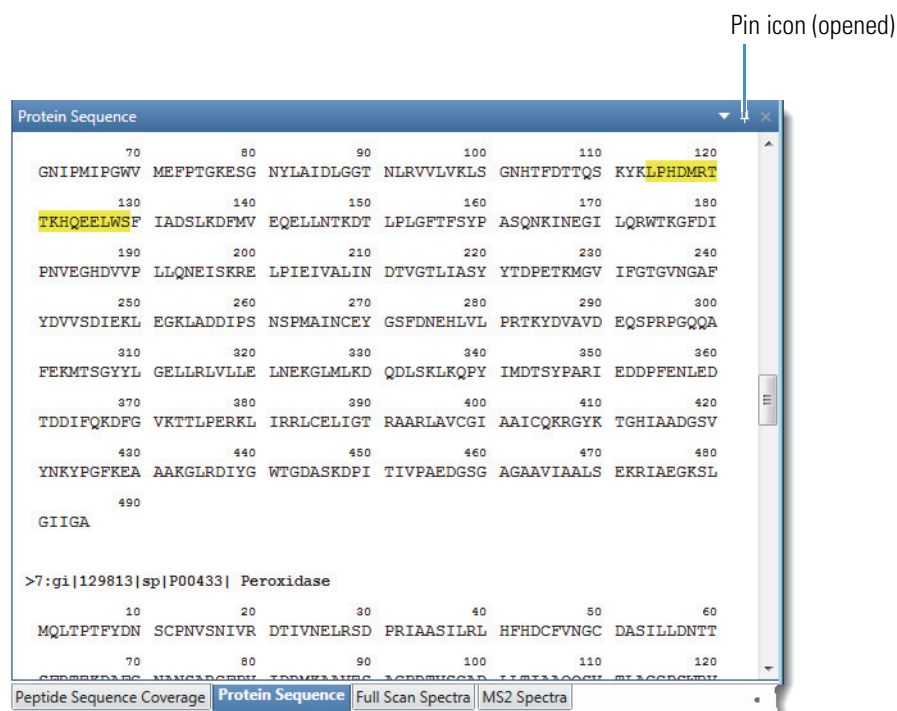 Pin icon (opened)
Protein Sequence
70 80 90 100 110 120
GNIPMIPGWV MEFPTGKESG NYLAIDLGGT NLRVVLVKLS GNHTFDTTQS KYKLPHDMRT
130 140 150 160 170 180
TKHQEELWSF IADSLKDFMV EQELLNTKDT LPLGFTFSYP ASQNKINEGI LQRWTKGFDI
190 200 210 220 230 240
PNVEGHDVVP LLQNEISKRE LPIEIVALIN DTVGTLIASY YTDPETKMGV IFGTGVNGAF
250 260 270 280 290 300
YDVVSDIEKL EGKLADDIPS NSPMAINCEY GSFDNEHLVL PRTKYDVAVD EQSPRPGQQA
310 320 330 340 350 360
FEKMTSGYYL GELLRLVLLE LNEKGLMLKD QDLSKLKQPY IMDTSYPARI EDDPFENLED
370 380 390 400 410 420
TDDIFQKDFG VKTTLPERKL IRRLCELIGT RAARLAVCGI AAICQKRGYK TGHIAADGSV
430 440 450 460 470 480
YNKYPGFKEA AAKGLRDIYG WTGDASKDPI TIVPAEDGSG AGAAVIAALS EKRIAEGKSL
490
GIIGA
>7:gi|129813|sp|P00433| Peroxidase
10 20 30 40 50 60
MQLTPTFYDN SCPNVSNIVR DTIVNELRSD PRIAASILRL HFHDCFVNGC DASILLDNTT
70 80 90 100 110 120
Peptide Sequence Coverage Protein Sequence Full Scan Spectra MS2 Spectra